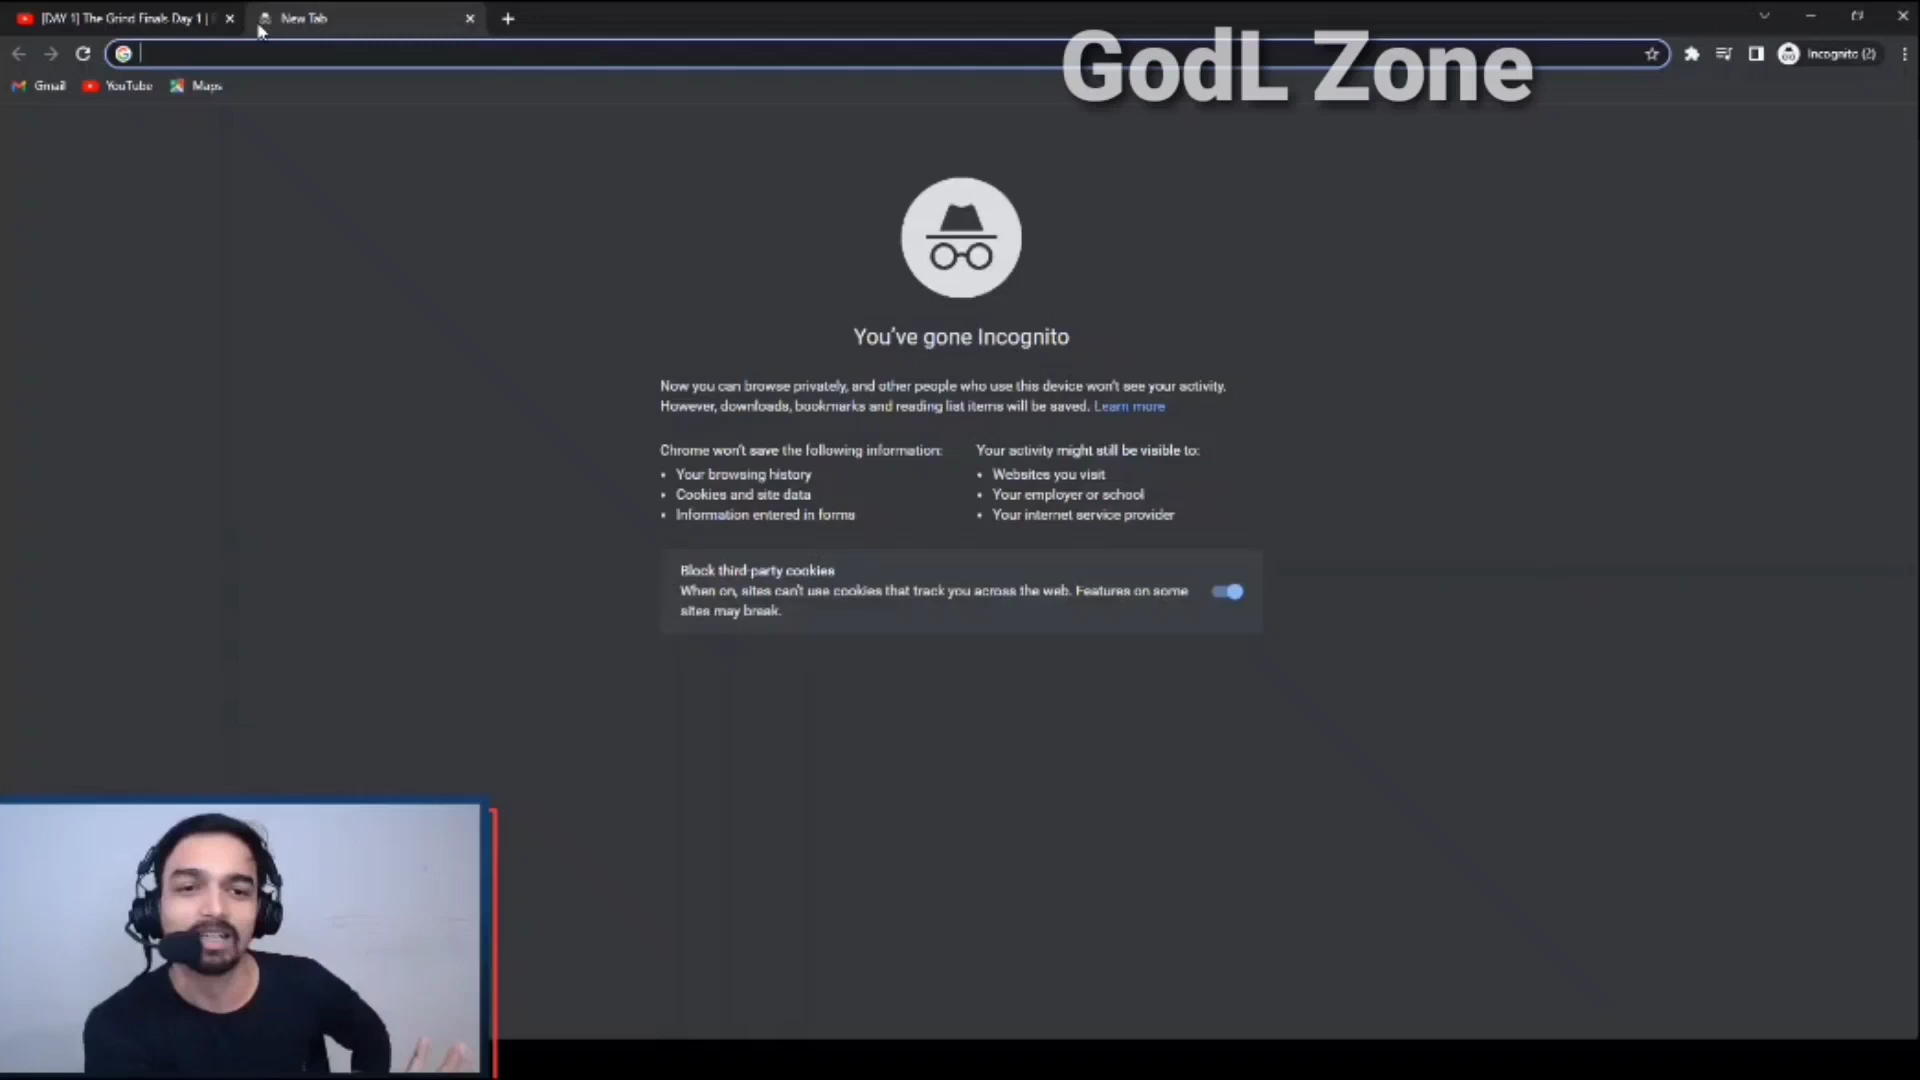 [DAY 1] The Grind Finals Day 1 |
New Tab
GodL Zone
Incognito (2)
Gmail
YouTube
Maps
You've gone Incognito
Now you can browse privately, and other people who use this device won't see your activity.
However, downloads, bookmarks and reading list items will be saved. Learn more
Chrome won't save the following information:
Your browsing history
Cookies and site data
Information entered in forms
Your activity might still be visible to:
Websites you visit
Your employer or school
Your internet service provider
Block third-party cookies
When on, sites can't use cookies that track you across the web. Features on some
sites may break.